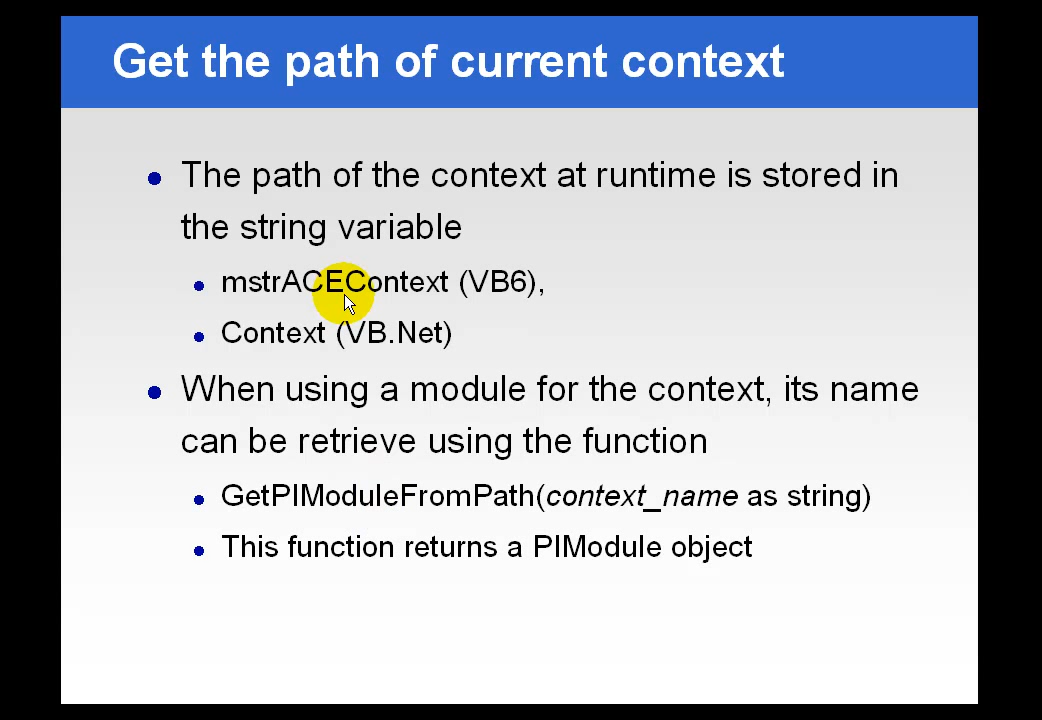 Get the path of current context
The path of the context at runtime is stored in
the string variable
mstrACEContext (VB6),
Context (VB.Net)
When using a module for the context, its name
can be retrieve using the function
GetPIModuleFromPath(context_name as string)
This function returns a PIModule object